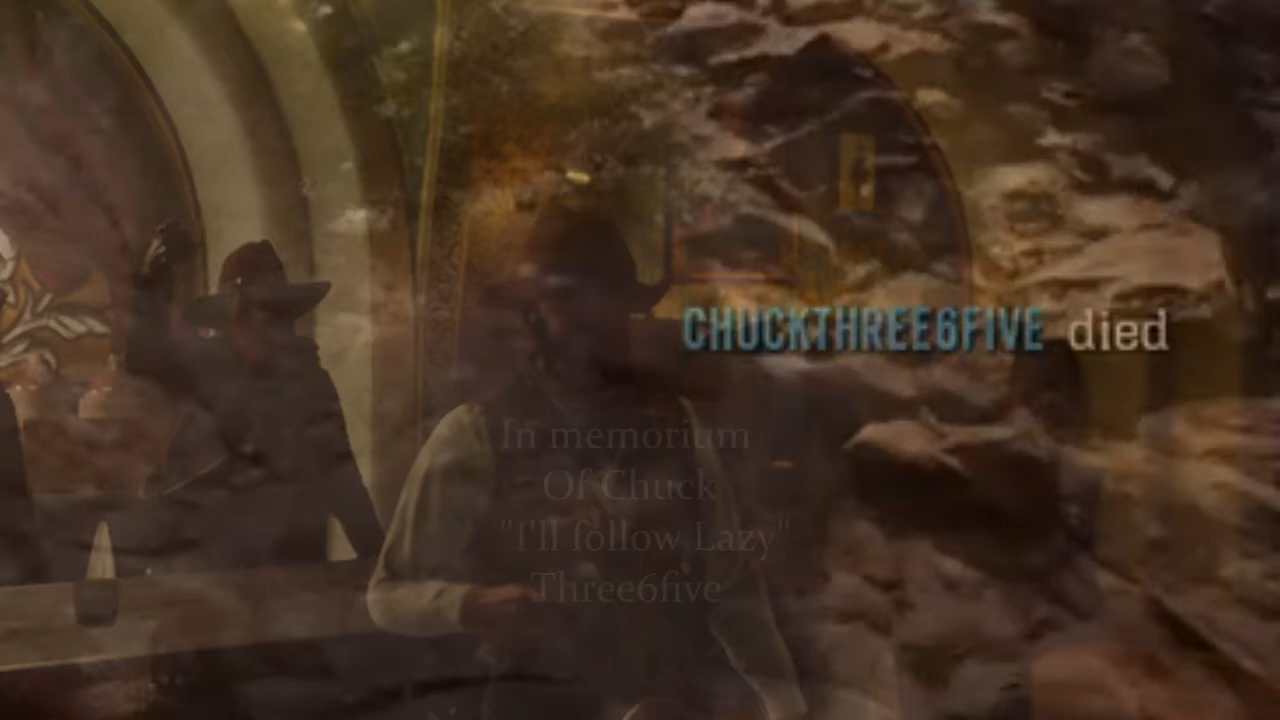 CHUCKTHREE6FIVE died
In memorium
Of Chuck
"I'll follow Lazy"
Three6five